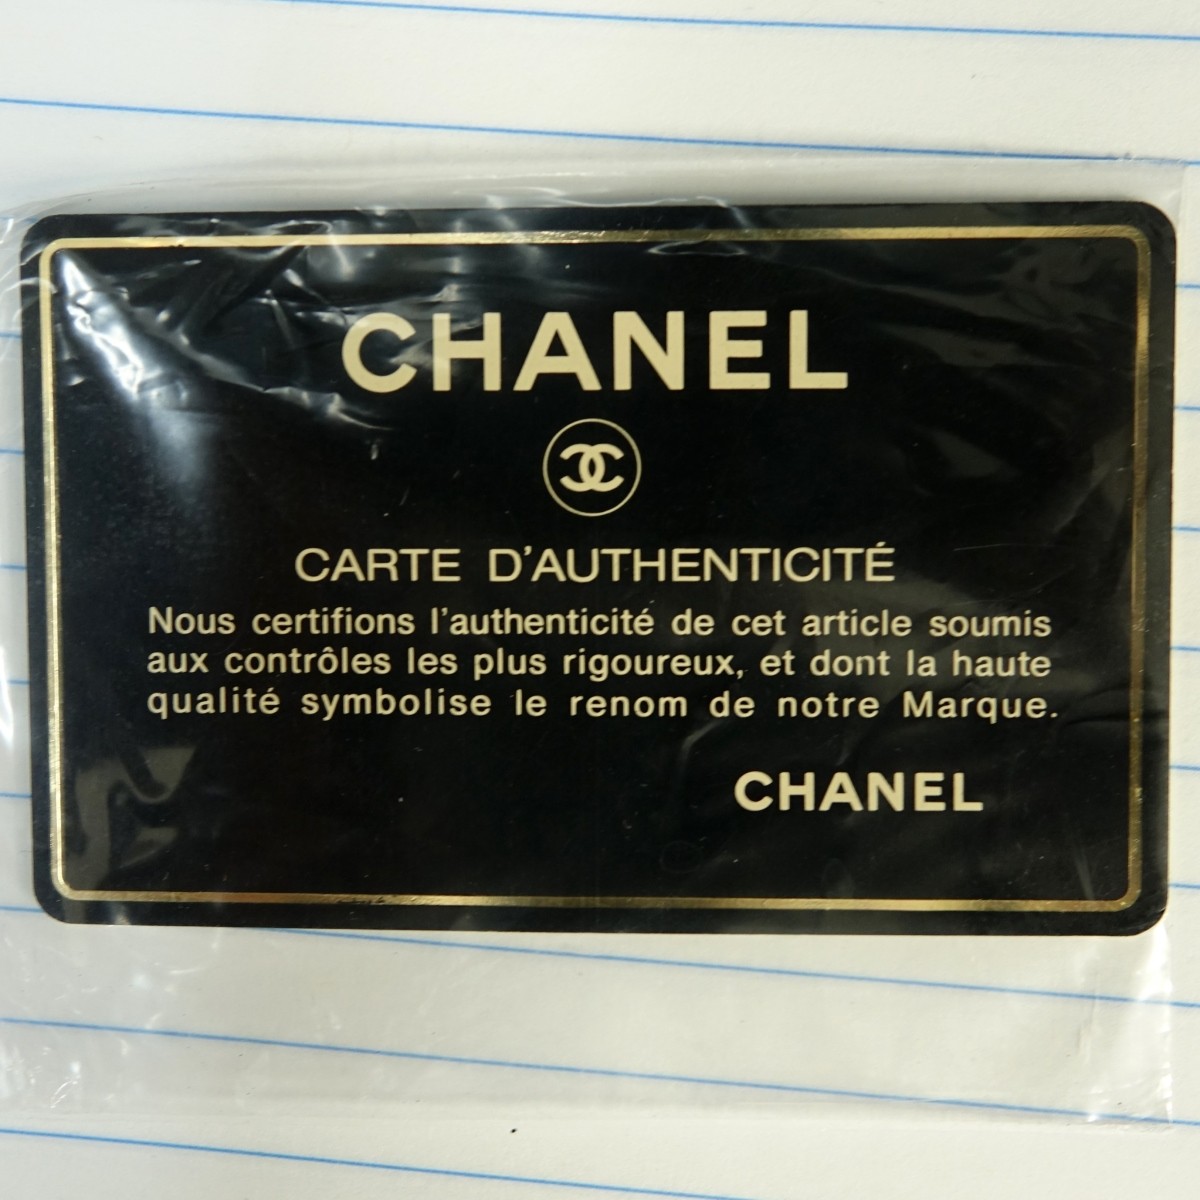 CHANEL
CARTE D'AUTHENTICITÉ
Nous certifions l'authenticité de cet article soumis
aux contrôles les plus rigoureux, et dont la haute
qualité symbolise le renom de notre Marque.
CHANEL